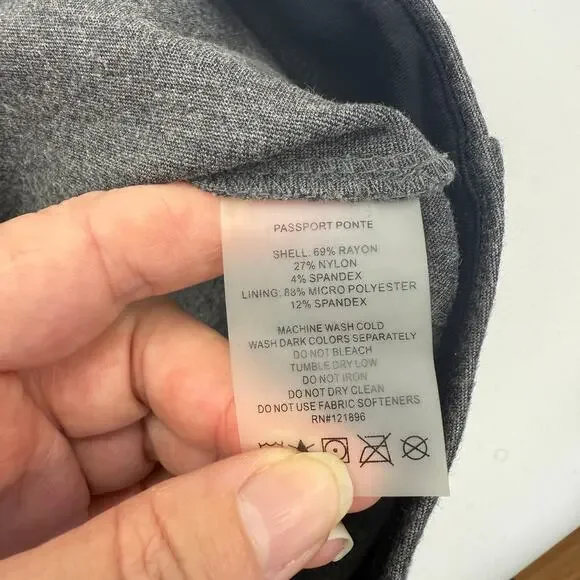 PASSPORT PONTE
SHELL: 69% RAYON
27% NYLON
4% SPANDEX
LINING: 88% MICRO POLYESTER
12% SPANDEX
MACHINE WASH COLD
WASH DARK COLORS SEPARATELY
DO NOT BLEACH
TUMBLE DRY LOW
DO NOT IRON
DO NOT DRY CLEAN
DO NOT USE FABRIC SOFTENERS
RN#121896